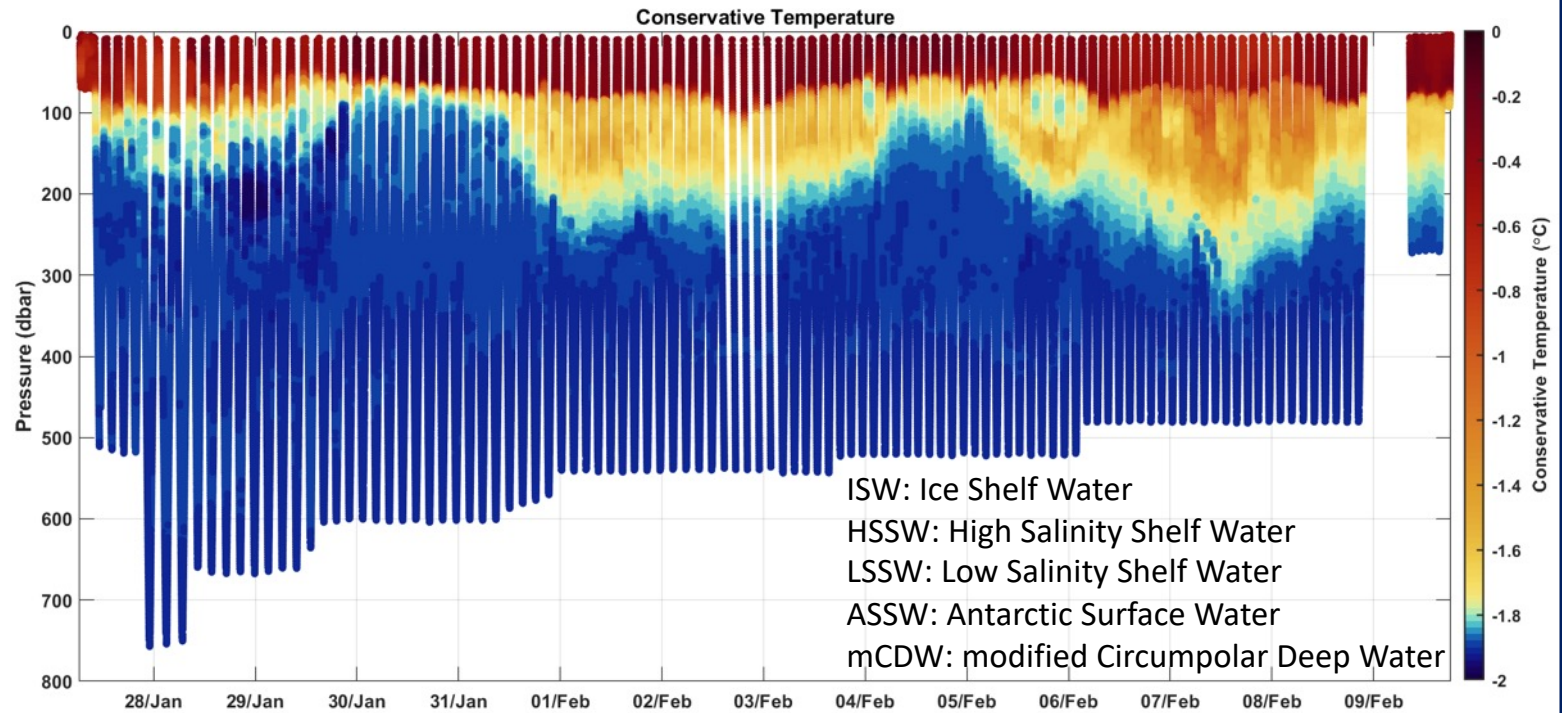 Conservative Temperature
0
100
200
300
400
500
600
700
800
Pressure (dbar)
28/Jan
29/Jan
30/Jan
31/Jan
01/Feb
02/Feb
03/Feb
04/Feb
05/Feb
06/Feb
07/Feb
08/Feb
09/Feb
ISW: Ice Shelf Water
HSSW: High Salinity Shelf Water
LSSW: Low Salinity Shelf Water
ASSW: Antarctic Surface Water
mCDW: modified Circumpolar Deep Water
0
-0.2
-0.4
-0.6
-0.8
-1
-1.2
-1.4
-1.6
-1.8
-2
Conservative Temperature (°C)